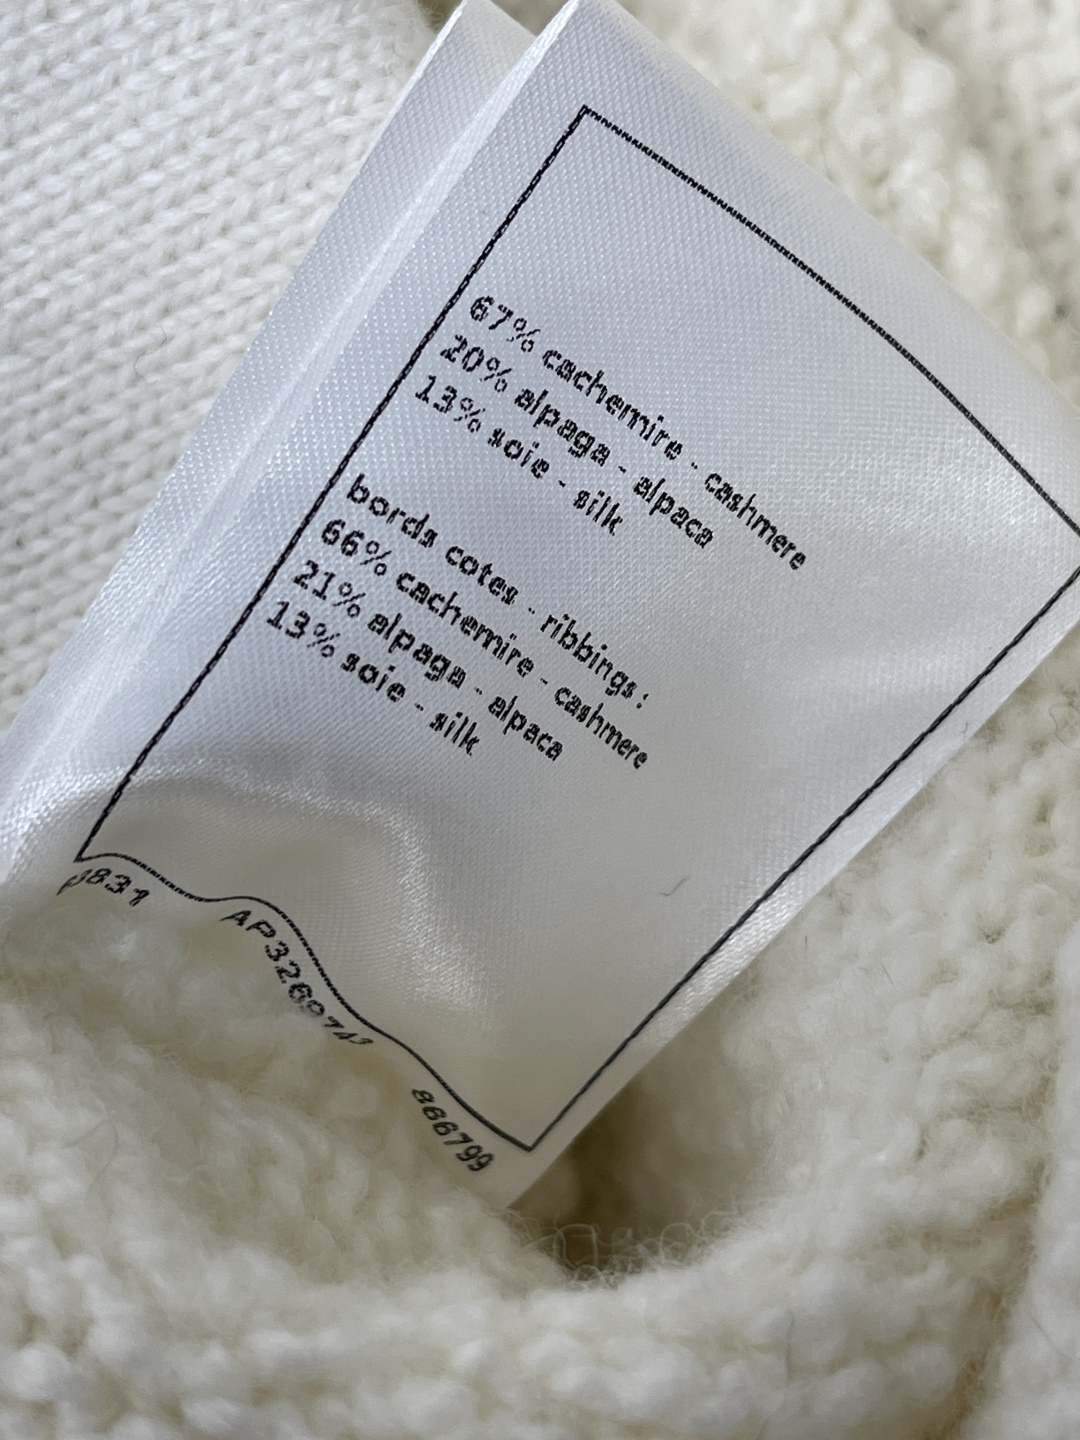 67% cachemire - cashmere
20% alpaga - alpaca
13% soie - silk
bords cotes - ribbings :
66% cachemire - cashmere
21% alpaga - alpaca
13% soie - silk
866799